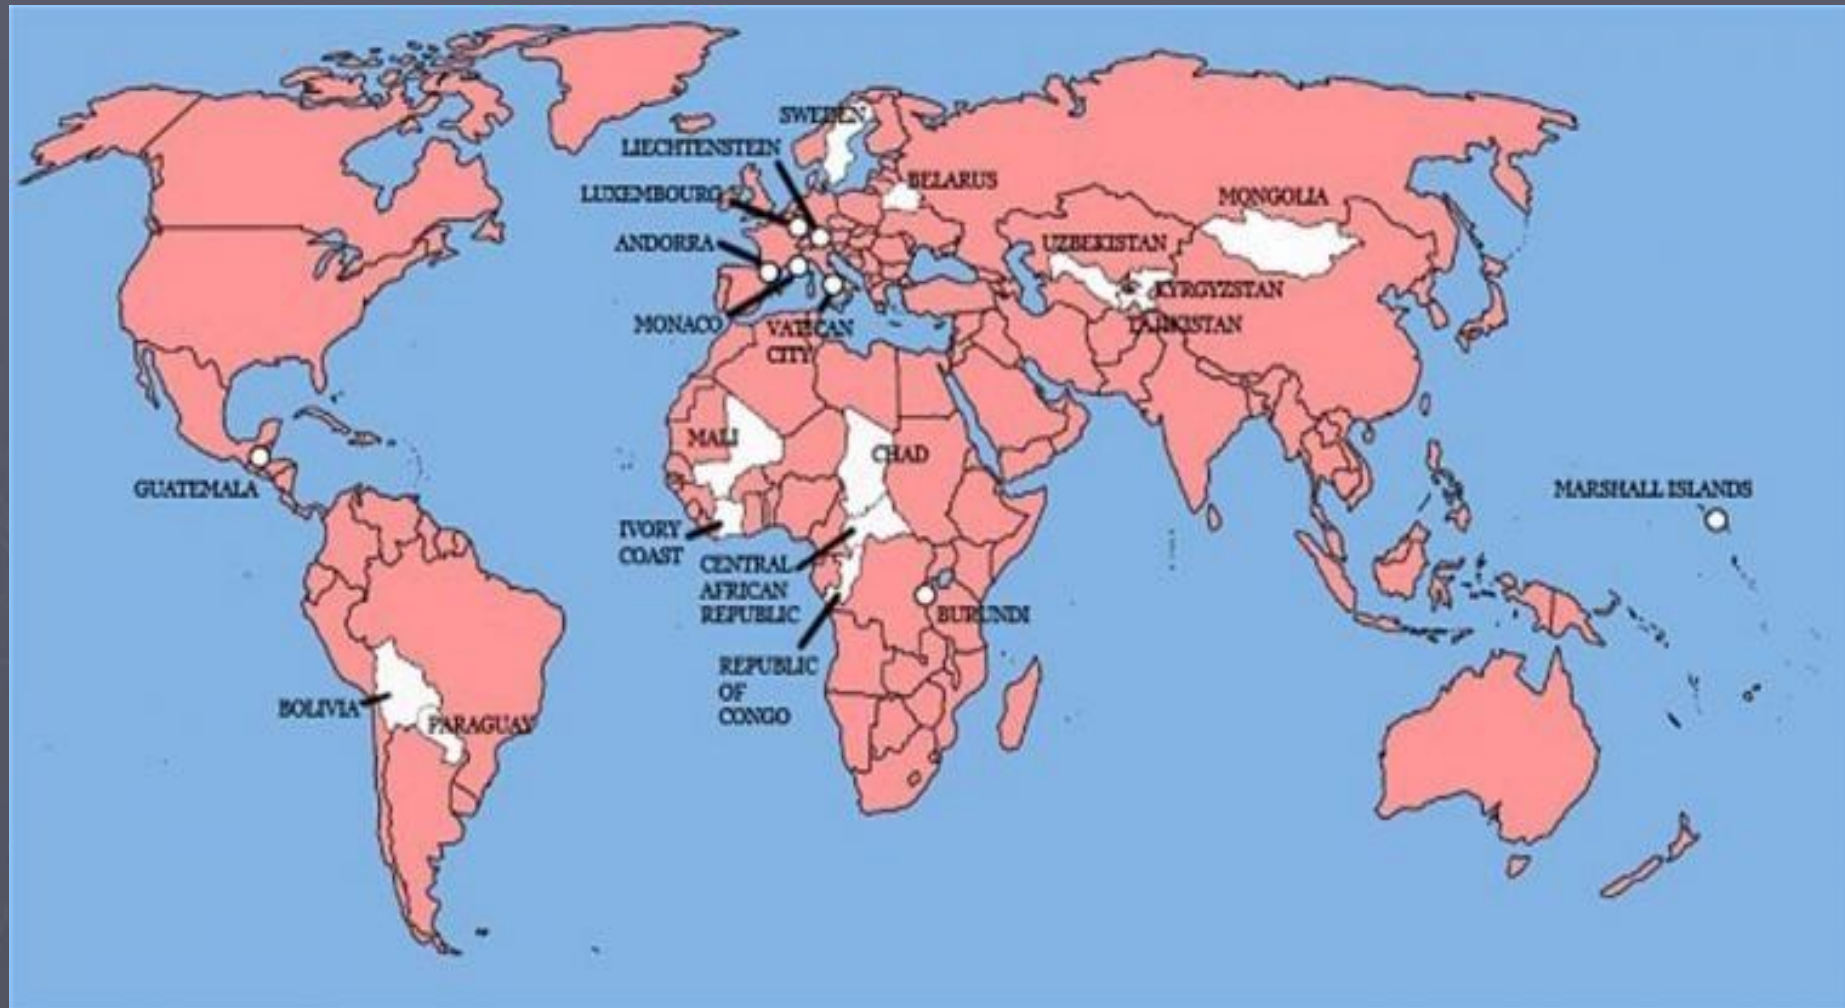 SWEDEN
LIECHTENSTEIN
BELARUS
LUXEMBOURG
MONGOLIA
ANDORRA
UZBEKISTAN
KYRGYZSTAN
MONACO
VATICAN
CITY
TAJIKISTAN
MALI
CHAD
GUATEMALA
MARSHALL ISLANDS
IVORY
COAST
CENTRAL
AFRICAN
REPUBLIC
BURUNDI
REPUBLIC
OF
CONGO
BOLIVIA
PARAGUAY